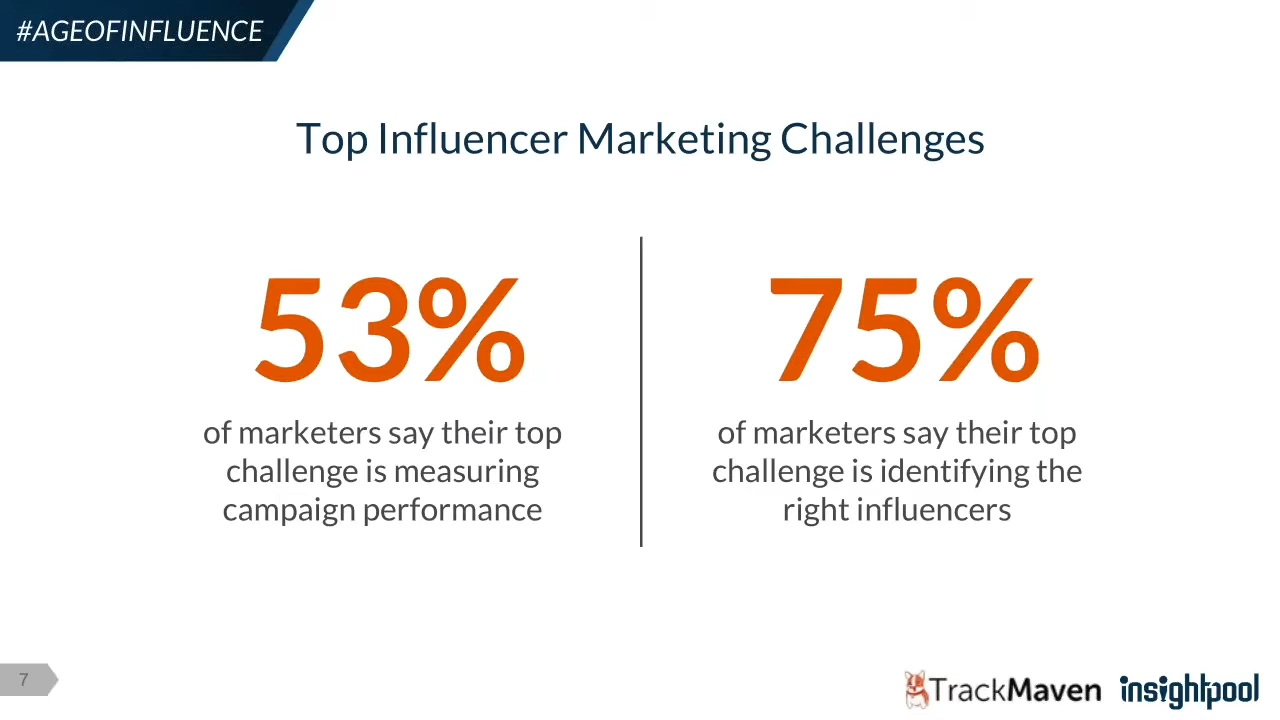 #AGEOFINFLUENCE
Top Influencer Marketing Challenges
53%
of marketers say their top
challenge is measuring
campaign performance
75%
of marketers say their top
challenge is identifying the
right influencers
7
TrackMaven
insightpool